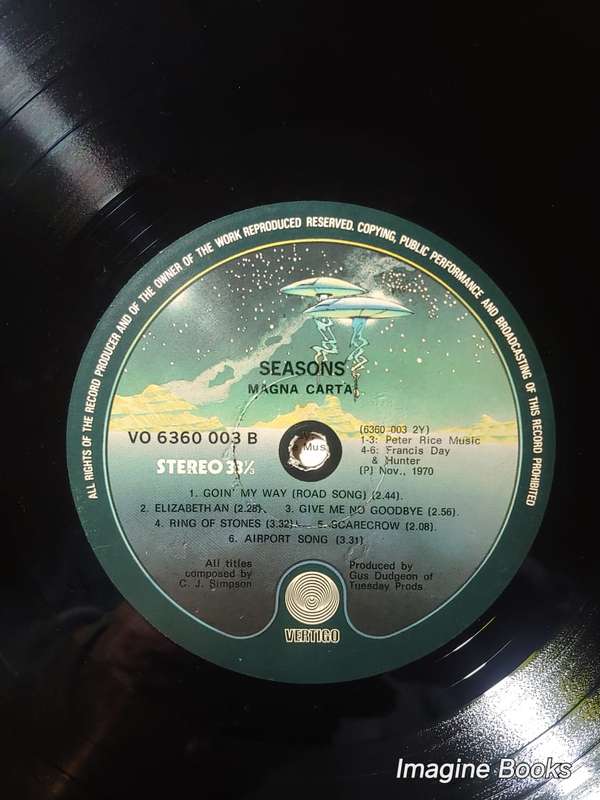 ALL RIGHTS OF THE RECORD PRODUCER AND OF THE OWNER OF THE WORK REPRODUCED RESERVED. COPYING, PUBLIC PERFORMANCE AND BROADCASTING OF THIS RECORD PROHIBITED
SEASONS
MAGNA CARTA
VO 6360 003 B
STEREO 33⅓
(6360 003 2Y)
1-3: Peter Rice Music
4-6: Francis Day
& Hunter
(P) Nov., 1970
Mus
1. GOIN' MY WAY (ROAD SONG) (2.44).
2. ELIZABETHAN (2.28). 3. GIVE ME NO GOODBYE (2.56).
4. RING OF STONES (3.32). 5. SCARECROW (2.08).
6. AIRPORT SONG (3.31)
All titles
composed by
C. J. Simpson
Produced by
Gus Dudgeon of
Tuesday Prods.
VERTIGO
Imagine Books